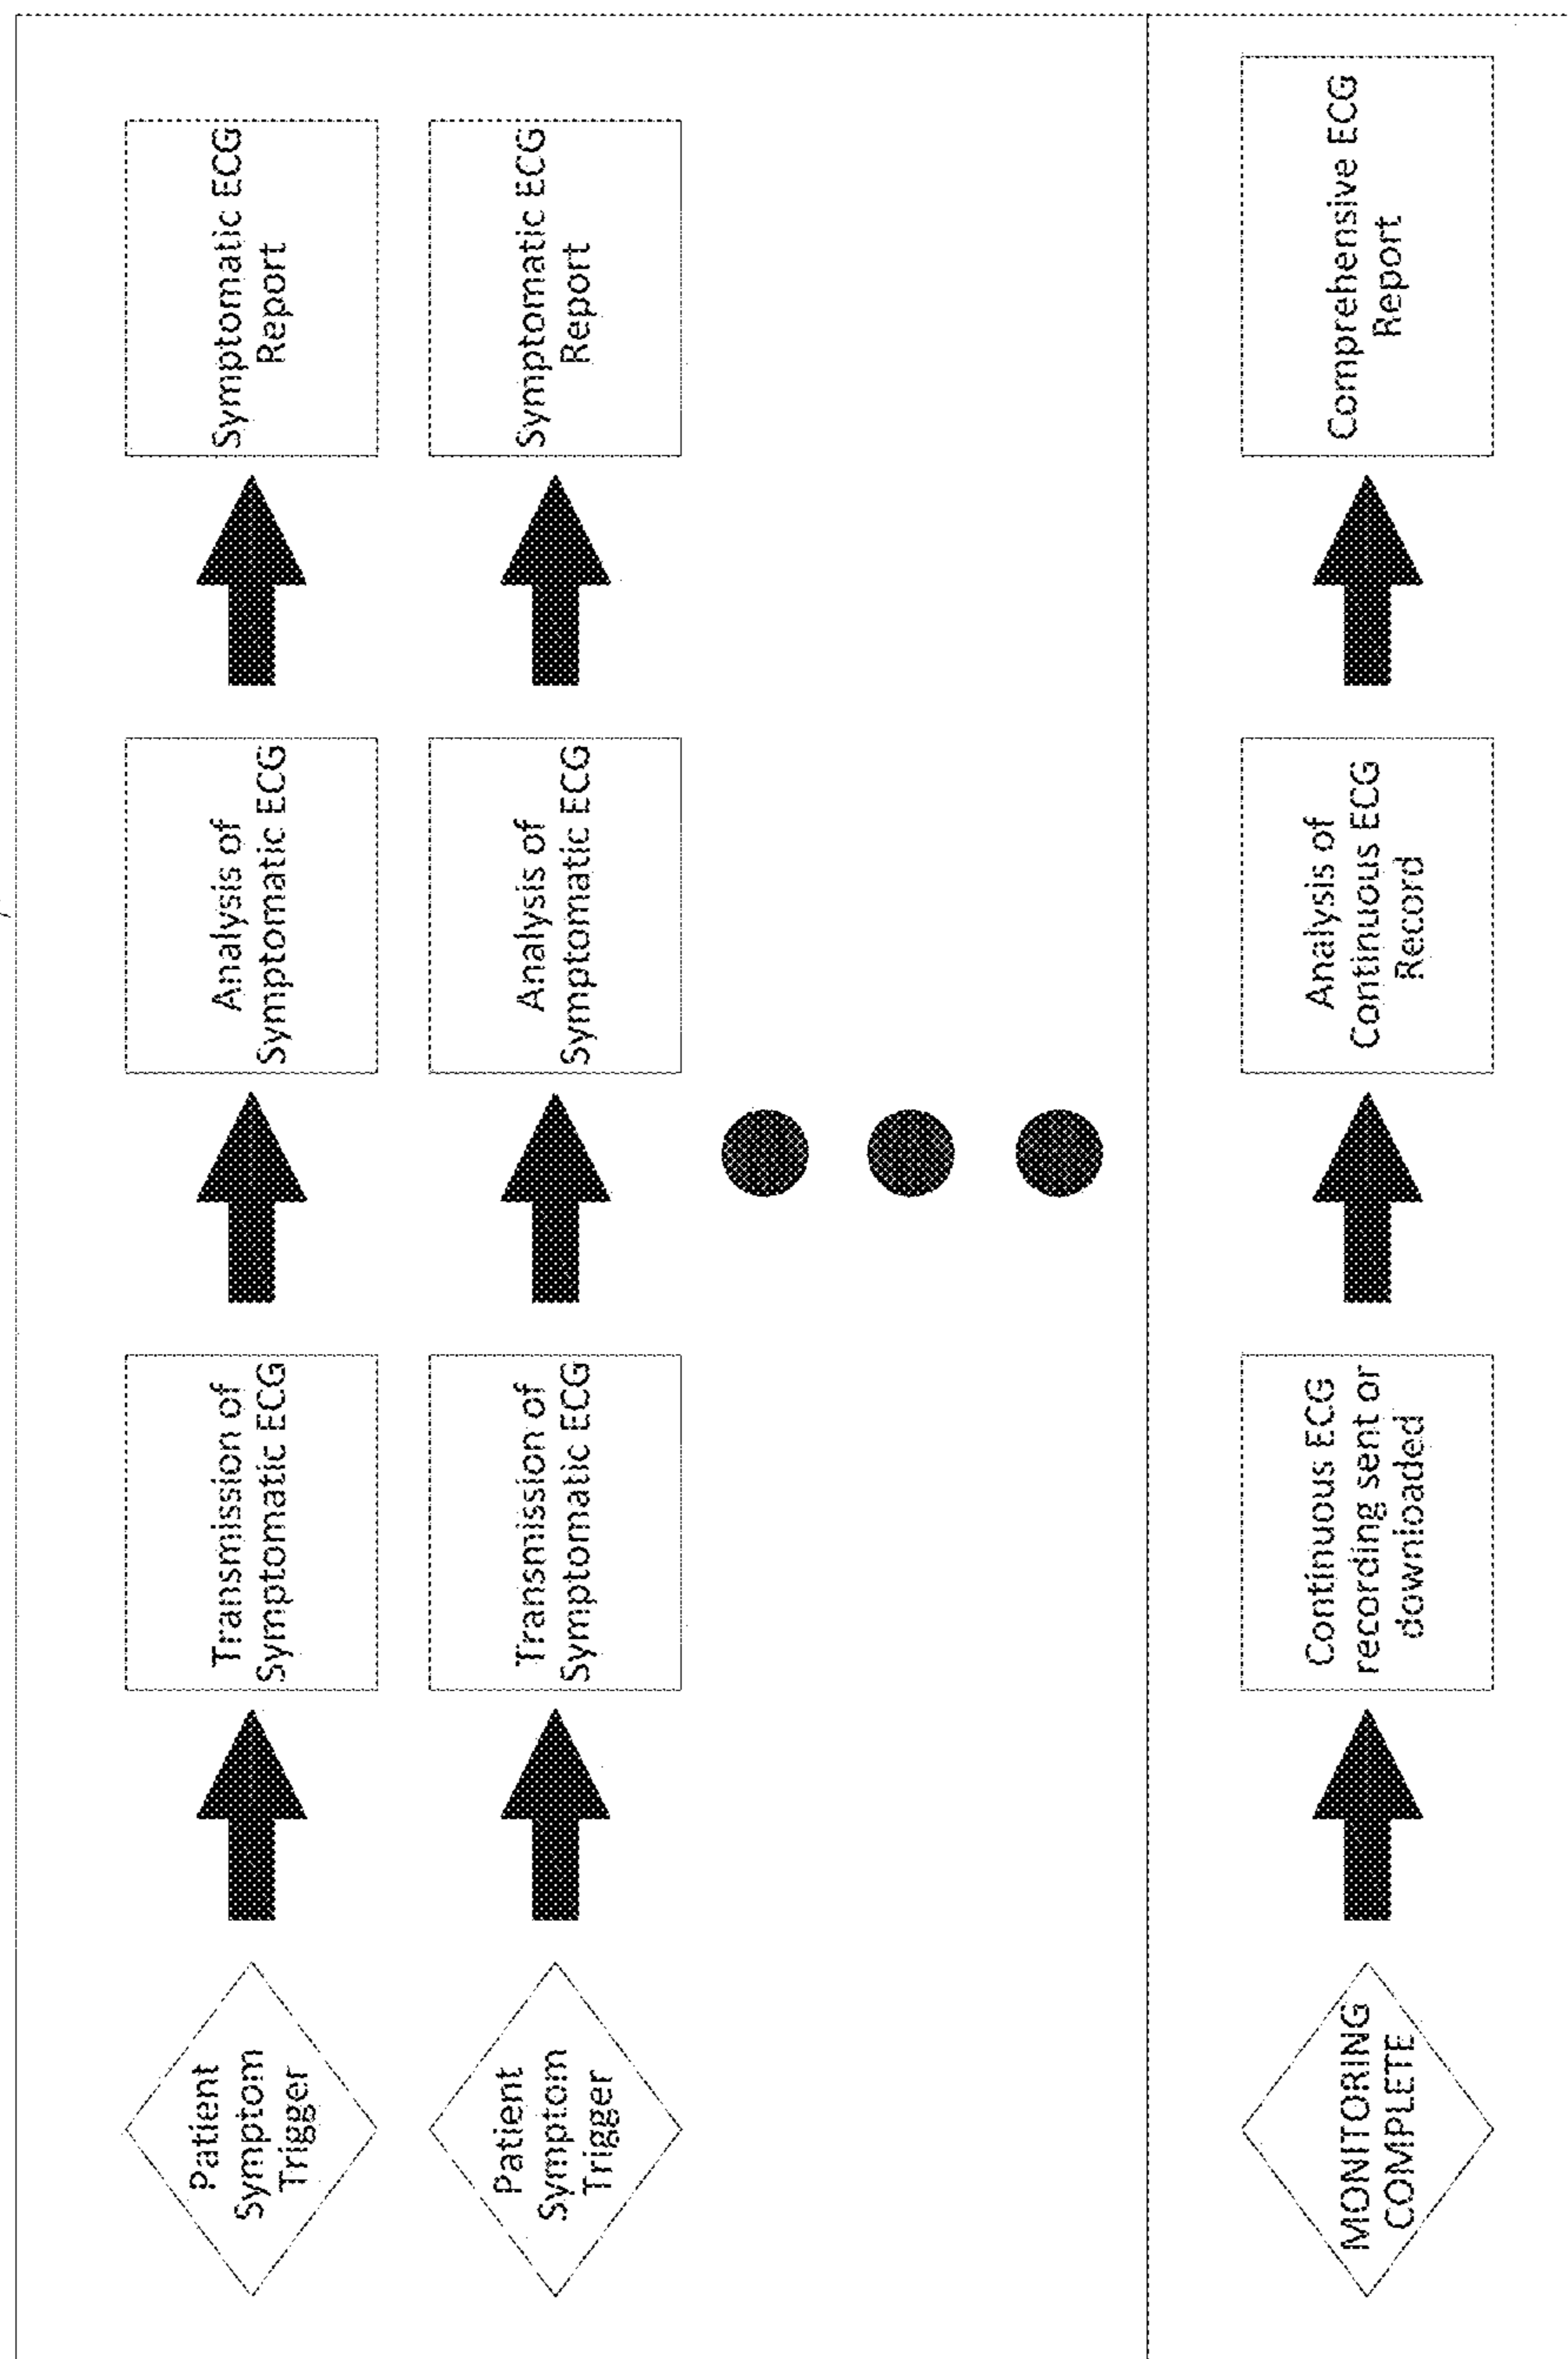 Patient
Symptom
Trigger
Transmission of
Symptomatic ECG
Analysis of
Symptomatic ECG
Symptomatic ECG
Report
Patient
Symptom
Trigger
Transmission of
Symptomatic ECG
Analysis of
Symptomatic ECG
Symptomatic ECG
Report
MONITORING
COMPLETE
Continuous ECG
recording sent or
downloaded
Analysis of
Continuous ECG
Record
Comprehensive ECG
Report